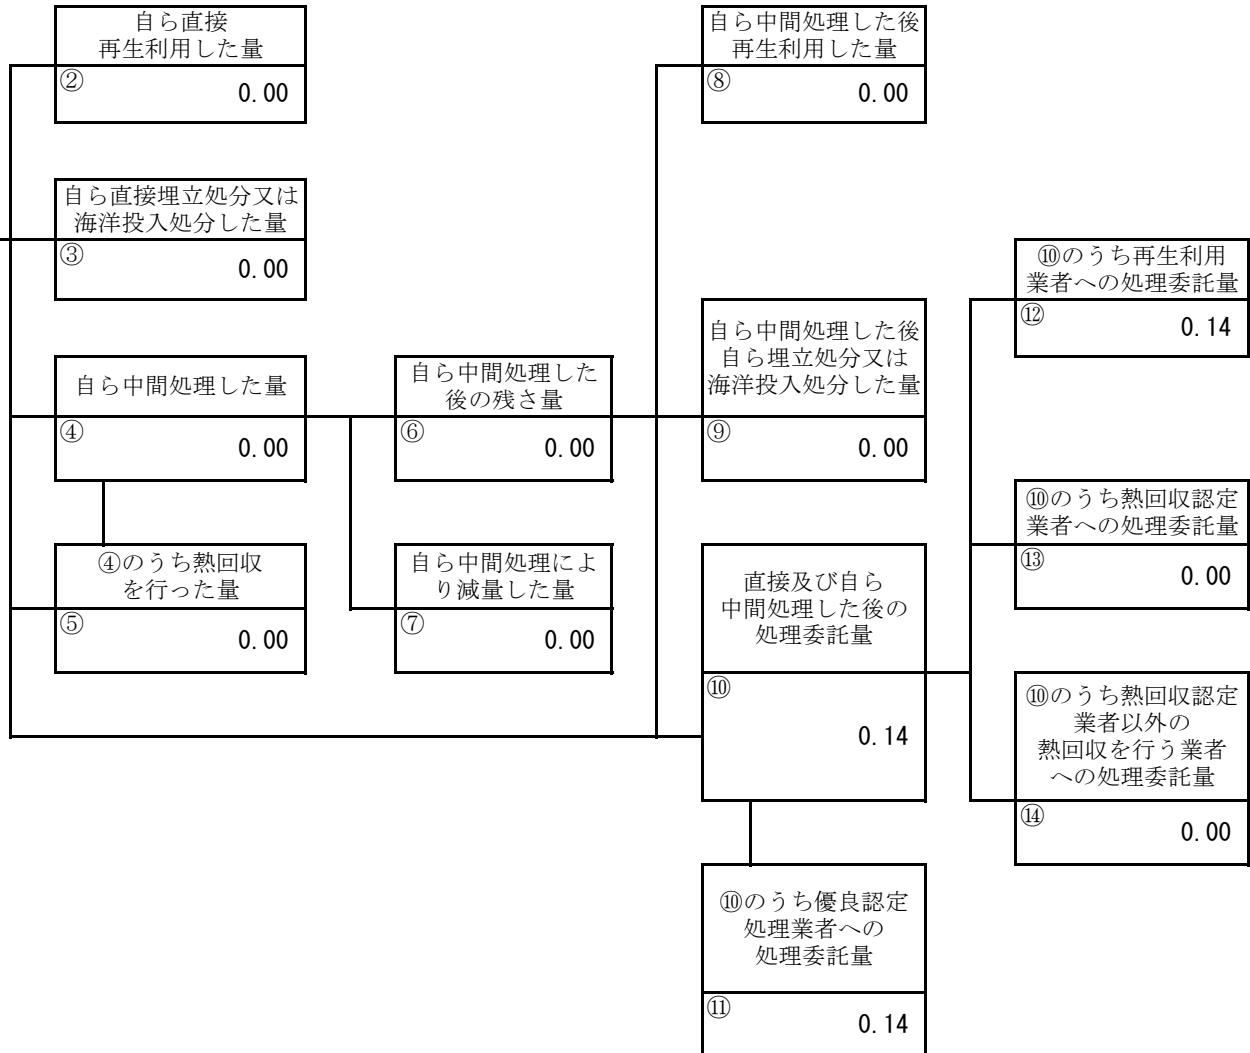 自ら直接
再生利用した量
②
0.00
自ら中間処理した後
再生利用した量
⑧
0.00
自ら直接埋立処分又は
海洋投入処分した量
③
0.00
⑩のうち再生利用
業者への処理委託量
⑫
0.14
自ら中間処理した量
④
0.00
自ら中間処理した
後の残さ量
⑥
0.00
自ら中間処理した後
自ら埋立処分又は
海洋投入処分した量
⑨
0.00
⑩のうち熱回収認定
業者への処理委託量
⑬
0.00
④のうち熱回収
を行った量
⑤
0.00
自ら中間処理によ
り減量した量
⑦
0.00
直接及び自ら
中間処理した後の
処理委託量
⑩
0.14
⑩のうち熱回収認定
業者以外の
熱回収を行う業者
への処理委託量
⑭
0.00
⑩のうち優良認定
処理業者への
処理委託量
⑪
0.14